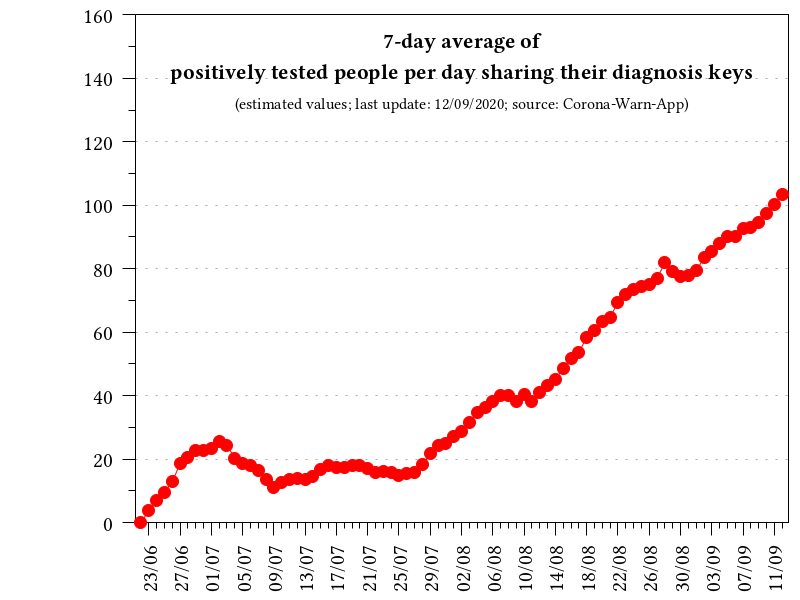 7-day average of
positively tested people per day sharing their diagnosis keys
(estimated values; last update: 12/09/2020; source: Corona-Warn-App)
160
140
120
100
80
60
40
20
0
23/06 27/06 01/07 05/07 09/07 13/07 17/07 21/07 25/07 29/07 02/08 06/08 10/08 14/08 18/08 22/08 26/08 30/08 03/09 07/09 11/09